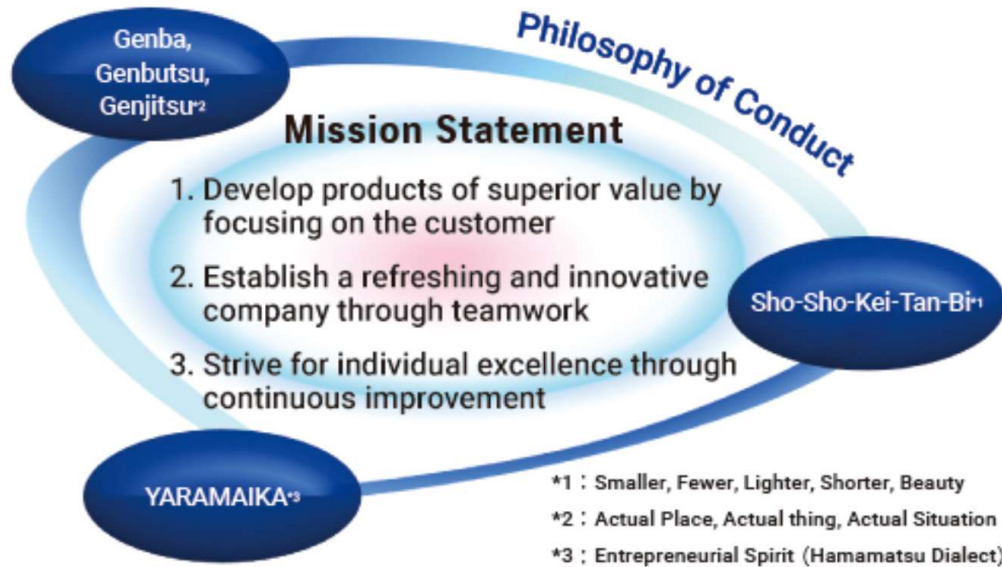 Genba,
Genbutsu,
Genjitsu*2
Philosophy of Conduct
Mission Statement
1. Develop products of superior value by
focusing on the customer
2. Establish a refreshing and innovative
company through teamwork
3. Strive for individual excellence through
continuous improvement
Sho-Sho-Kei-Tan-Bi*1
YARAMAIKA*3
*1 : Smaller, Fewer, Lighter, Shorter, Beauty
*2 : Actual Place, Actual thing, Actual Situation
*3 : Entrepreneurial Spirit (Hamamatsu Dialect)